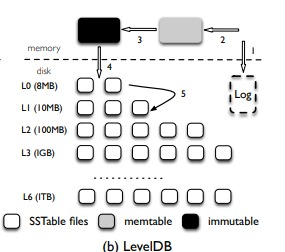 3
2
1
memory
disk
4
L0 (8MB)
5
Log
L1 (10MB)
L2 (100MB)
L3 (1GB)
...........
L6 (1TB)
SSTable files
memtable
immutable
(b) LevelDB